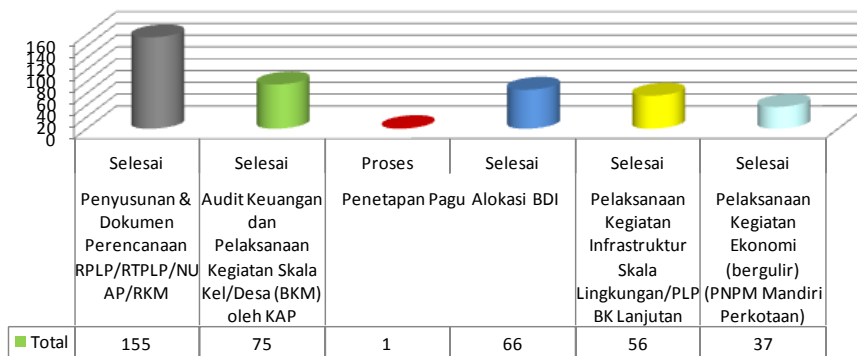 160
140
120
100
80
60
40
20
0
Selesai Selesai Proses Selesai Selesai Selesai
Penyusunan &
Dokumen
Perencanaan
RPLP/RTPLP/NU
AP/RKM
Audit Keuangan
dan
Pelaksanaan
Kegiatan Skala
Kel/Desa (BKM)
oleh KAP
Penetapan Pagu Alokasi BDI
Pelaksanaan
Kegiatan
Infrastruktur
Skala
Lingkungan/PLP
BK Lanjutan
Pelaksanaan
Kegiatan
Ekonomi
(bergulir)
(PNPM Mandiri
Perkotaan)
Total 155 75 1 66 56 37